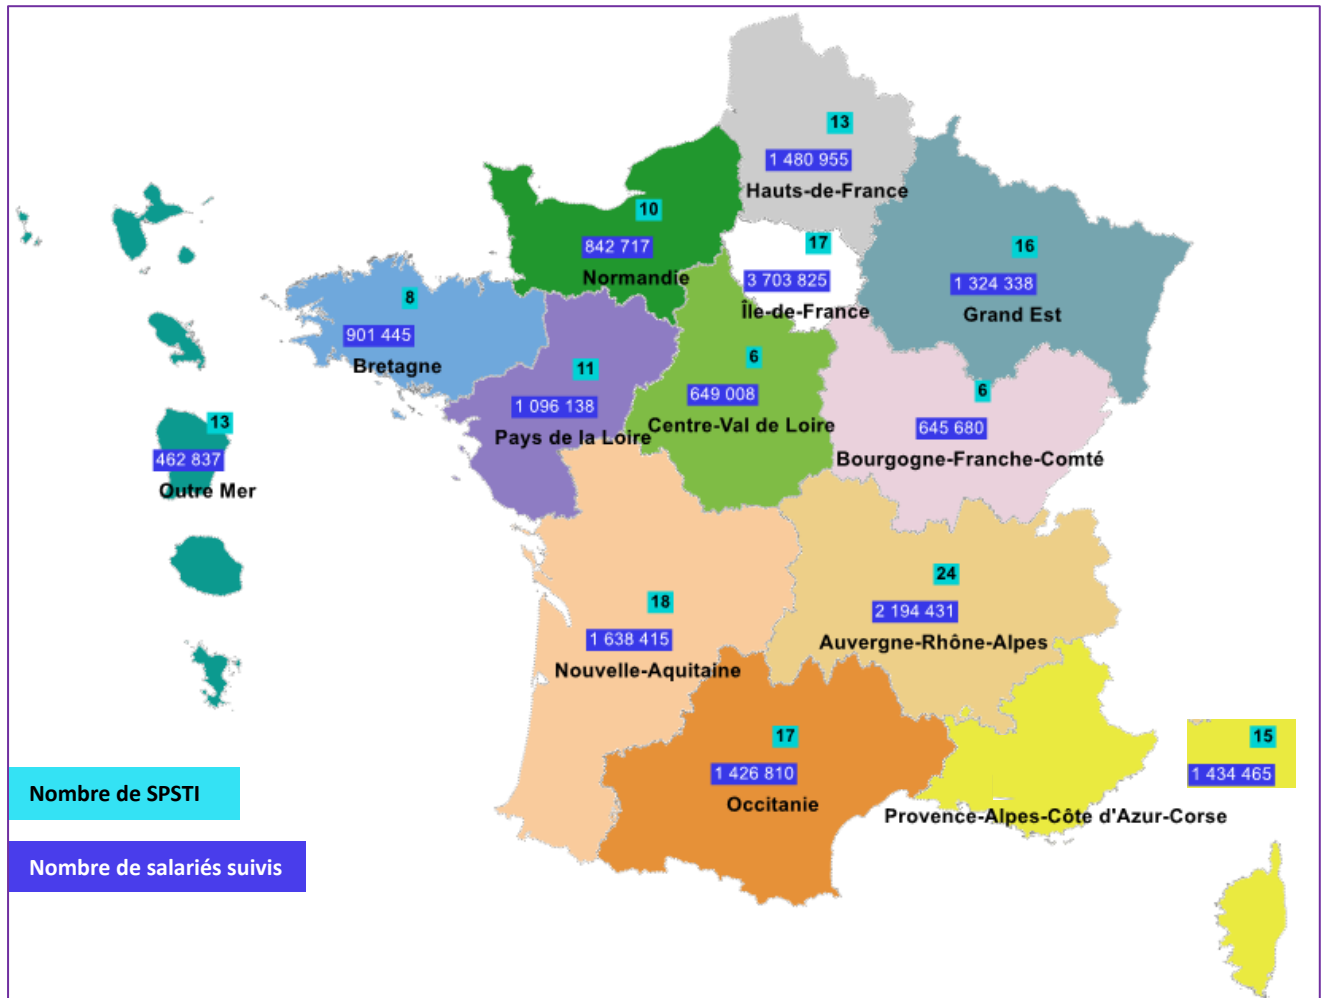 13
1 480 955
Hauts-de-France
10
842 717
Normandie
17
3 703 825
Île-de-France
16
1 324 338
Grand Est
8
901 445
Bretagne
11
1 096 138
Pays de la Loire
6
649 008
Centre-Val de Loire
6
645 680
Bourgogne-Franche-Comté
13
462 837
Outre Mer
18
1 638 415
Nouvelle-Aquitaine
24
2 194 431
Auvergne-Rhône-Alpes
17
1 426 810
Occitanie
15
1 434 465
Provence-Alpes-Côte d'Azur-Corse
Nombre de SPSTI
Nombre de salariés suivis